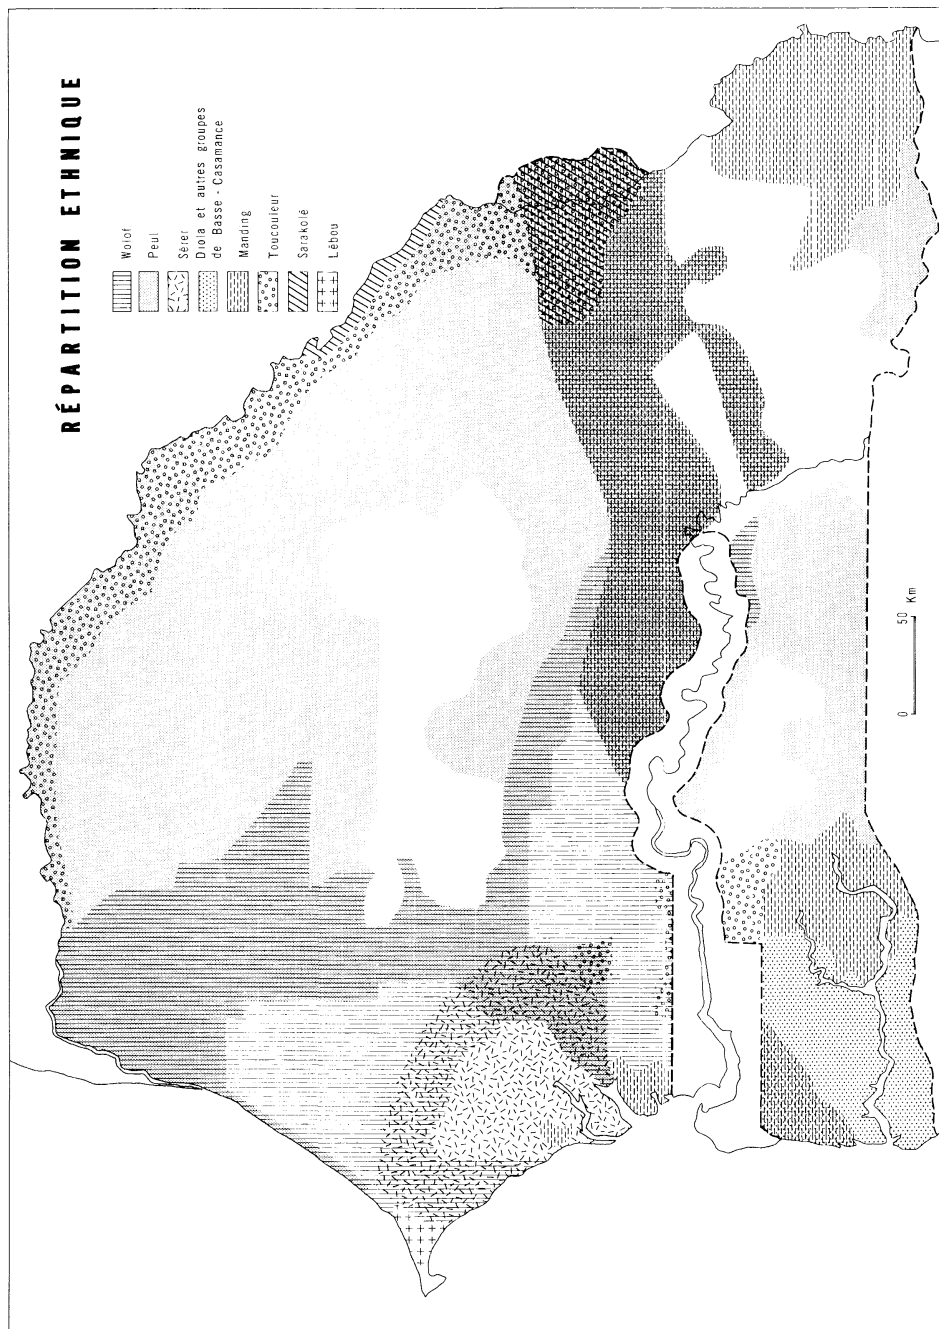 RÉPARTITION ETHNIQUE
Wolof
Peul
Sérer
Diola et autres groupes
de Basse - Casamance
Manding
Toucouleur
Sarakolé
Lébou
0 50 Km